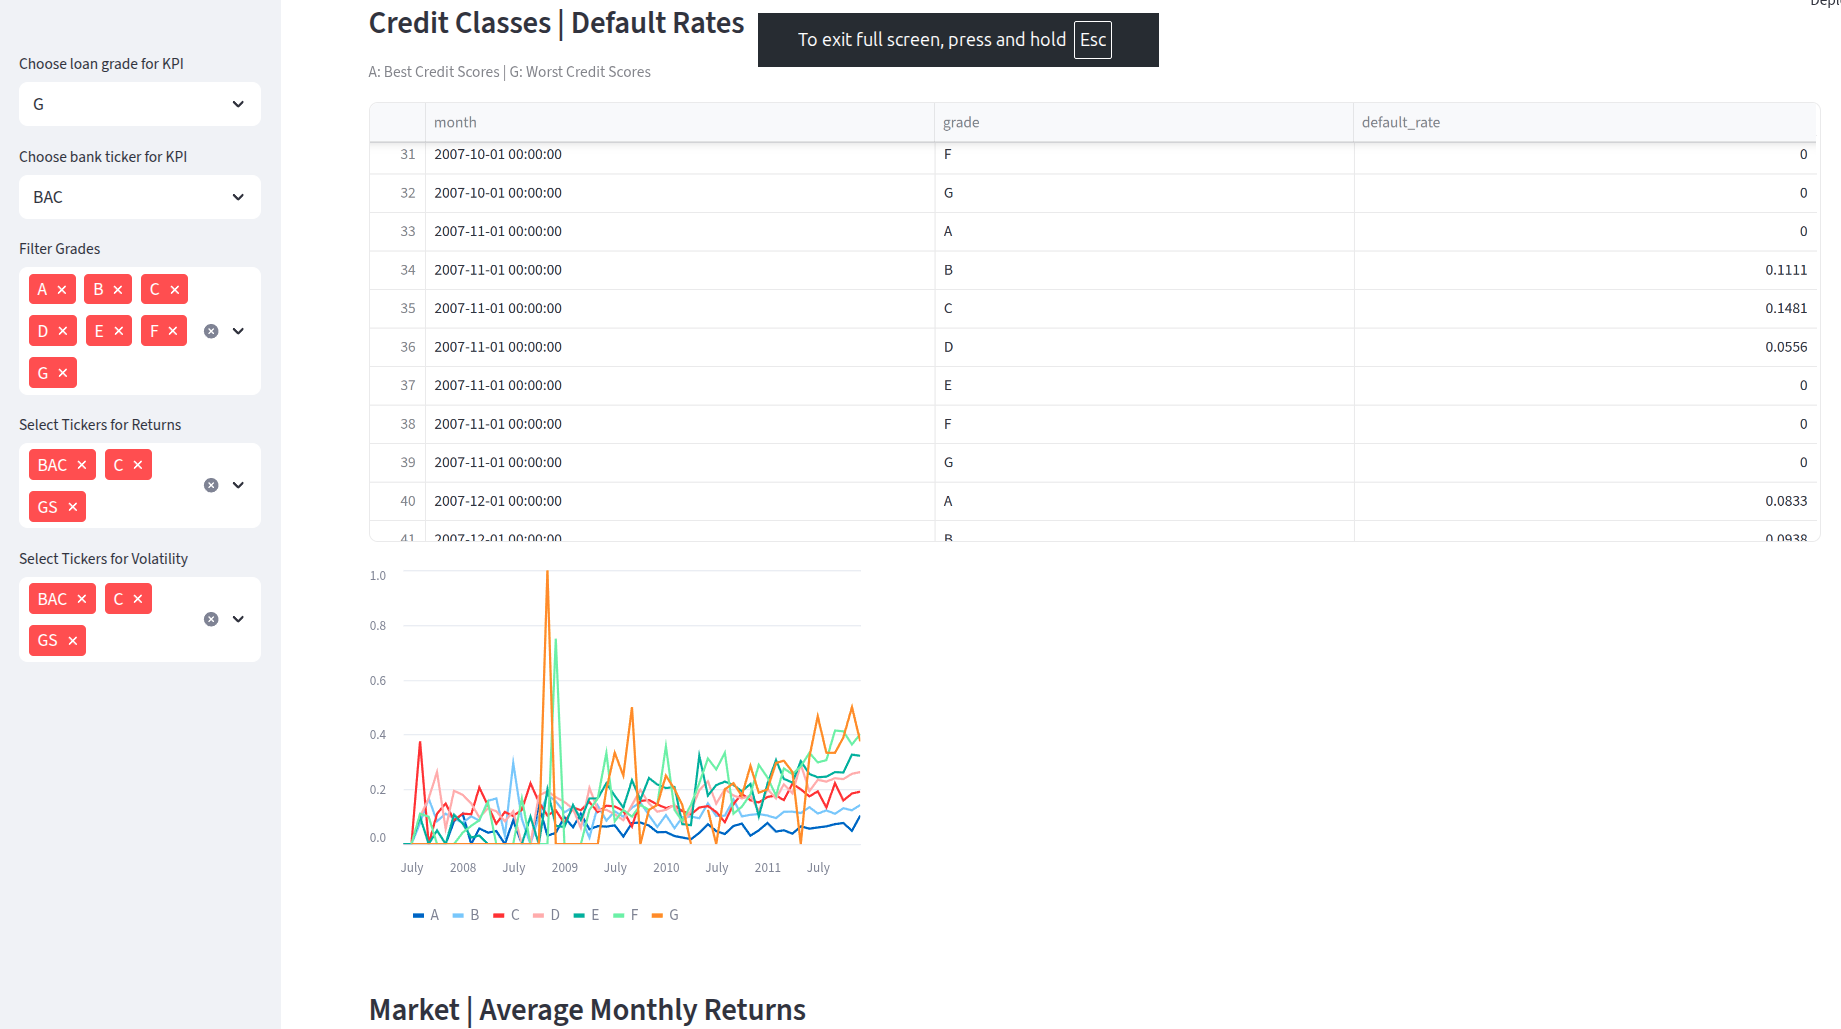 Choose loan grade for KPI
G
Choose bank ticker for KPI
BAC
Filter Grades
A × B × C ×
D × E × F ×
G ×
Select Tickers for Returns
BAC × C ×
GS ×
Select Tickers for Volatility
BAC × C ×
GS ×
Credit Classes | Default Rates
To exit full screen, press and hold Esc
A: Best Credit Scores | G: Worst Credit Scores
month grade default_rate
31 2007-10-01 00:00:00 F 0
32 2007-10-01 00:00:00 G 0
33 2007-11-01 00:00:00 A 0
34 2007-11-01 00:00:00 B 0.1111
35 2007-11-01 00:00:00 C 0.1481
36 2007-11-01 00:00:00 D 0.0556
37 2007-11-01 00:00:00 E 0
38 2007-11-01 00:00:00 F 0
39 2007-11-01 00:00:00 G 0
40 2007-12-01 00:00:00 A 0.0833
41 2007-12-01 00:00:00 B 0.0938
1.0
0.8
0.6
0.4
0.2
0.0
July 2008 July 2009 July 2010 July 2011 July
A B C D E F G
Market | Average Monthly Returns